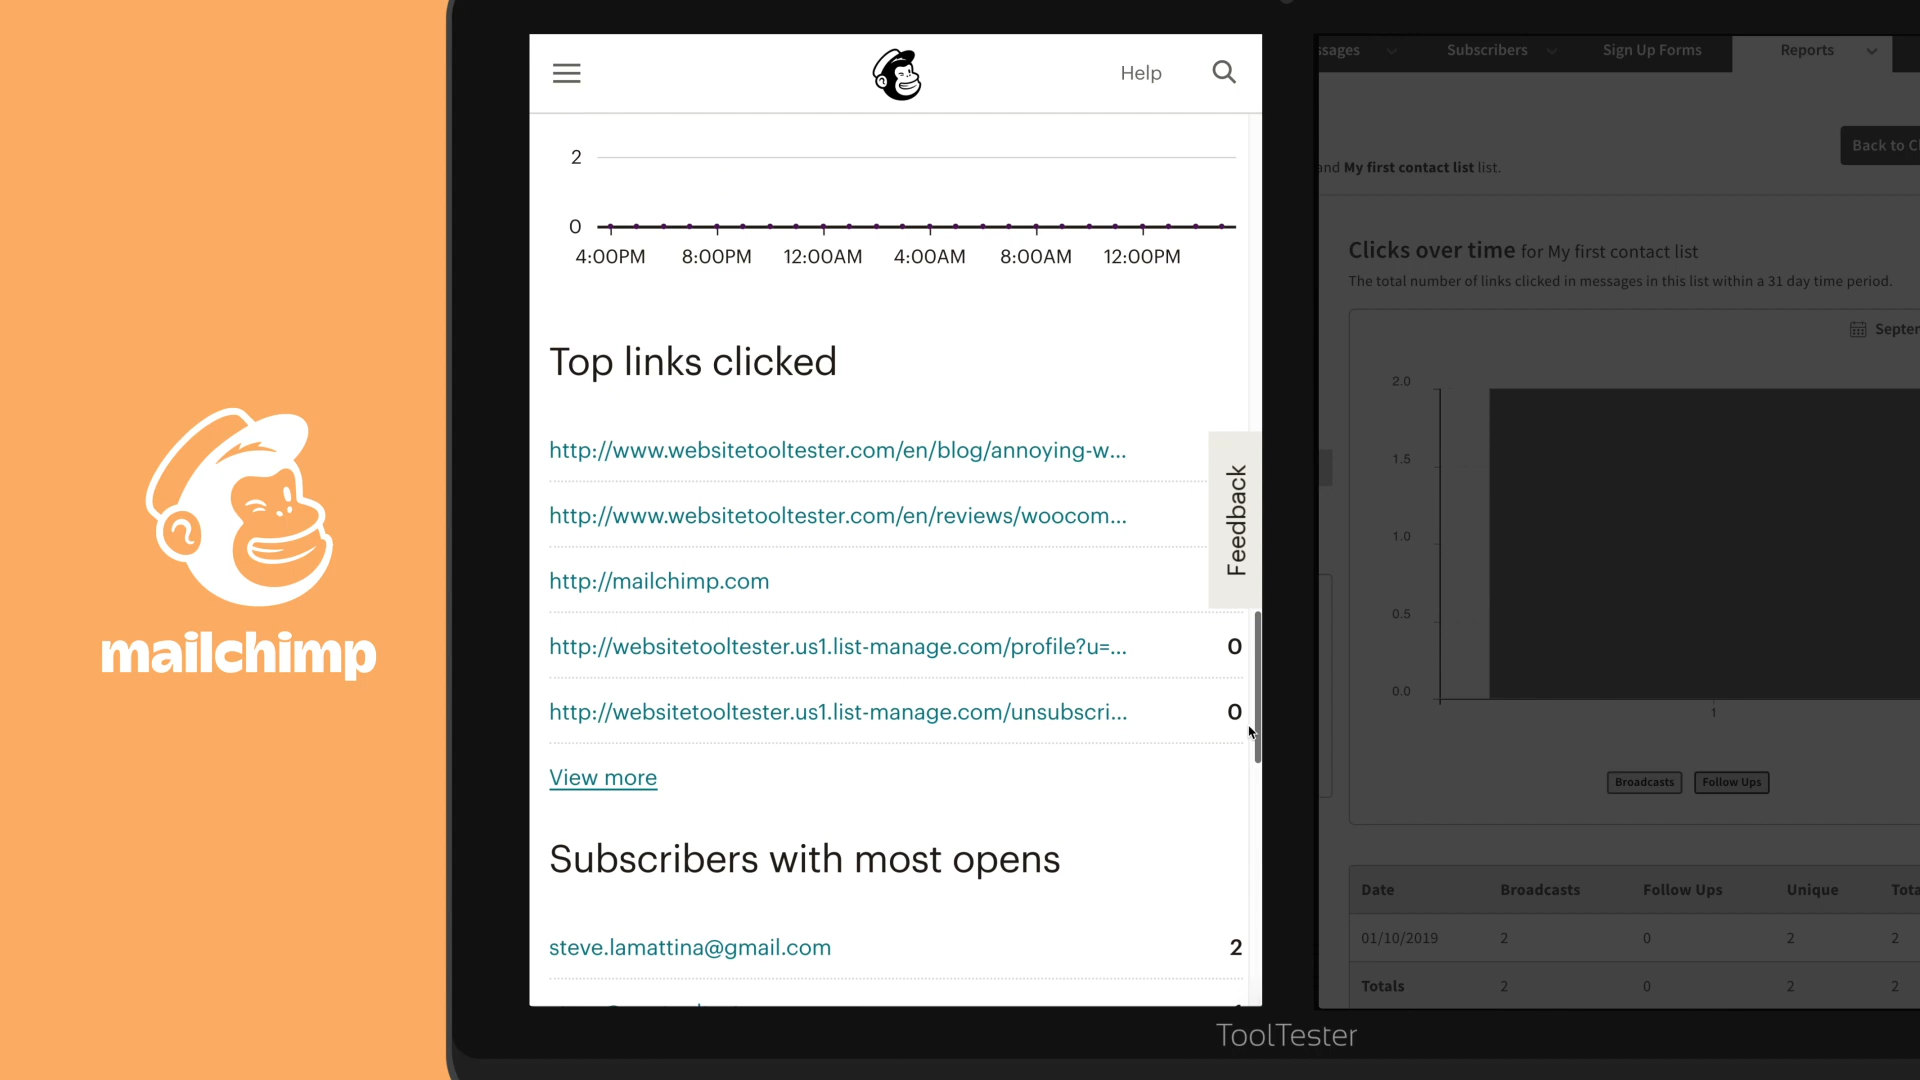 mailchimp
Help
2
0
4:00PM 8:00PM 12:00AM 4:00AM 8:00AM 12:00PM
Top links clicked
http://www.websitetooltester.com/en/blog/annoying-w...
http://www.websitetooltester.com/en/reviews/woocom...
http://mailchimp.com
http://websitetooltester.us1.list-manage.com/profile?u=... 0
http://websitetooltester.us1.list-manage.com/unsubscri... 0
Feedback
View more
Subscribers with most opens
steve.lamattina@gmail.com 2
ssages Subscribers Sign Up Forms Reports
Back to Cl
and My first contact list list.
Clicks over time for My first contact list
The total number of links clicked in messages in this list within a 31 day time period.
Septer
2.0
1.5
1.0
0.5
0.0
1
Broadcasts Follow Ups
Date Broadcasts Follow Ups Unique Tota
01/10/2019 2 0 2 2
Totals 2 0 2 2
ToolTester